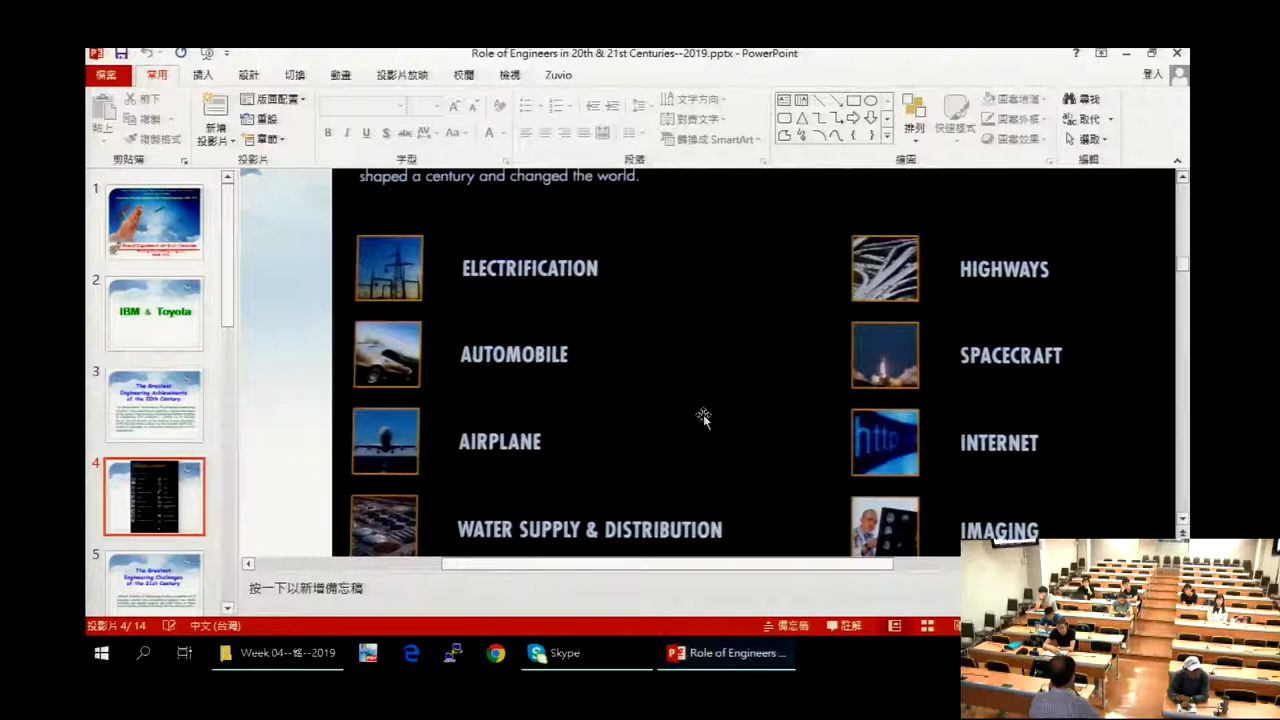 Role of Engineers in 20th & 21st Centuries--2019.pptx - PowerPoint
檔案 常用 插入 設計 切換 動畫 投影片放映 校閱 檢視 Zuvio 登入
貼上 剪下 複製 複製格式 剪貼簿
新增投影片 版面配置 重設 章節 投影片
字型
文字方向 對齊文字 轉換成 SmartArt 段落
排列 快速樣式 圖案填滿 圖案外框 圖案效果 繪圖
尋找 取代 選取 編輯
1
2
IBM & Toyota
3
The Greatest
Engineering Achievements
of the 20th Century
4
5
The Greatest
Engineering Challenges
of the 21st Century
shaped a century and changed the world.
ELECTRIFICATION
HIGHWAYS
AUTOMOBILE
SPACECRAFT
AIRPLANE
http
INTERNET
WATER SUPPLY & DISTRIBUTION
IMAGING
按一下以新增備忘稿
投影片 4/14 中文 (台灣) 備忘稿 註解
Skype
Role of Engineers ...